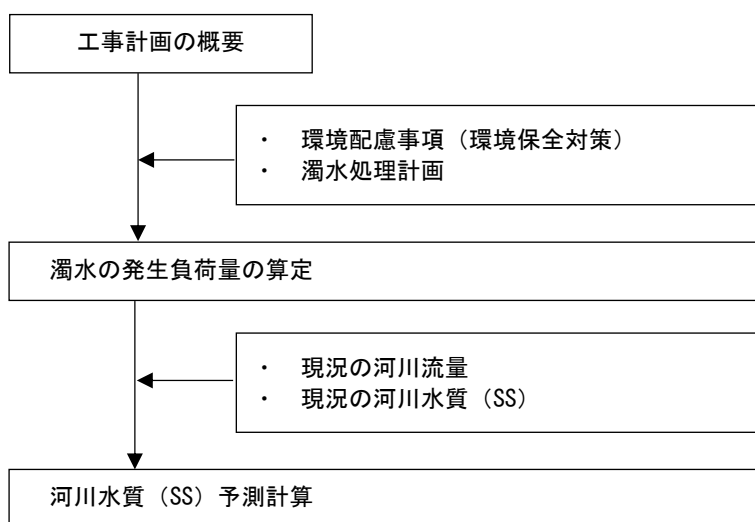 工事計画の概要
・ 環境配慮事項（環境保全対策）
・ 濁水処理計画
濁水の発生負荷量の算定
・ 現況の河川流量
・ 現況の河川水質（SS）
河川水質（SS）予測計算